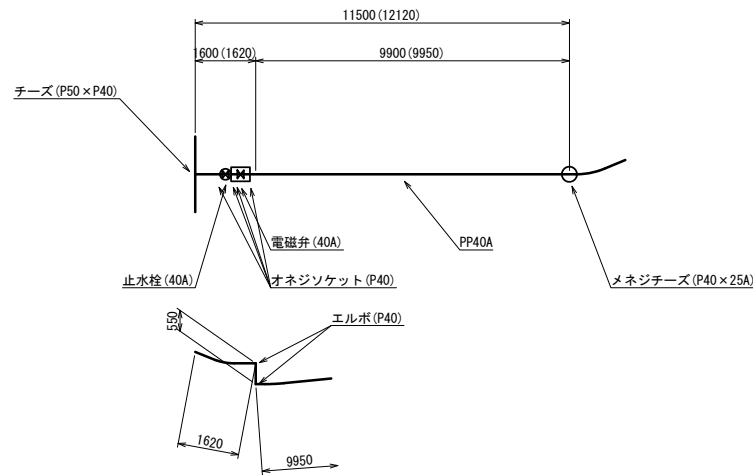 11500(12120)
1600(1620)
9900(9950)
チーズ(P50×P40)
電磁弁(40A)
PP40A
止水栓(40A)
オネジソケット(P40)
メネジチーズ(P40×25A)
550
エルボ(P40)
1620
9950